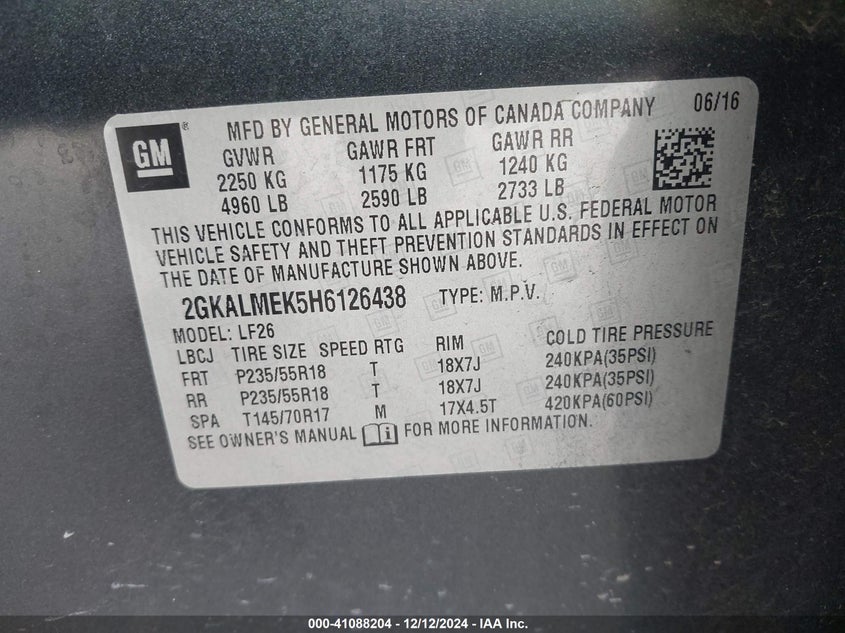 GM ® MFD BY GENERAL MOTORS OF CANADA COMPANY 06/16
GVWR GAWR FRT GAWR RR
2250 KG 1175 KG 1240 KG
4960 LB 2590 LB 2733 LB
THIS VEHICLE CONFORMS TO ALL APPLICABLE U.S. FEDERAL MOTOR
VEHICLE SAFETY AND THEFT PREVENTION STANDARDS IN EFFECT ON
THE DATE OF MANUFACTURE SHOWN ABOVE.
2GKALMEK5H6126438 TYPE: M.P.V.
MODEL: LF26
LBCJ TIRE SIZE SPEED RTG RIM COLD TIRE PRESSURE
FRT P235/55R18 T 18X7J 240KPA(35PSI)
RR P235/55R18 T 18X7J 240KPA(35PSI)
SPA T145/70R17 M 17X4.5T 420KPA(60PSI)
SEE OWNER'S MANUAL FOR MORE INFORMATION.
000-41088204 - 12/12/2024 - IAA Inc.